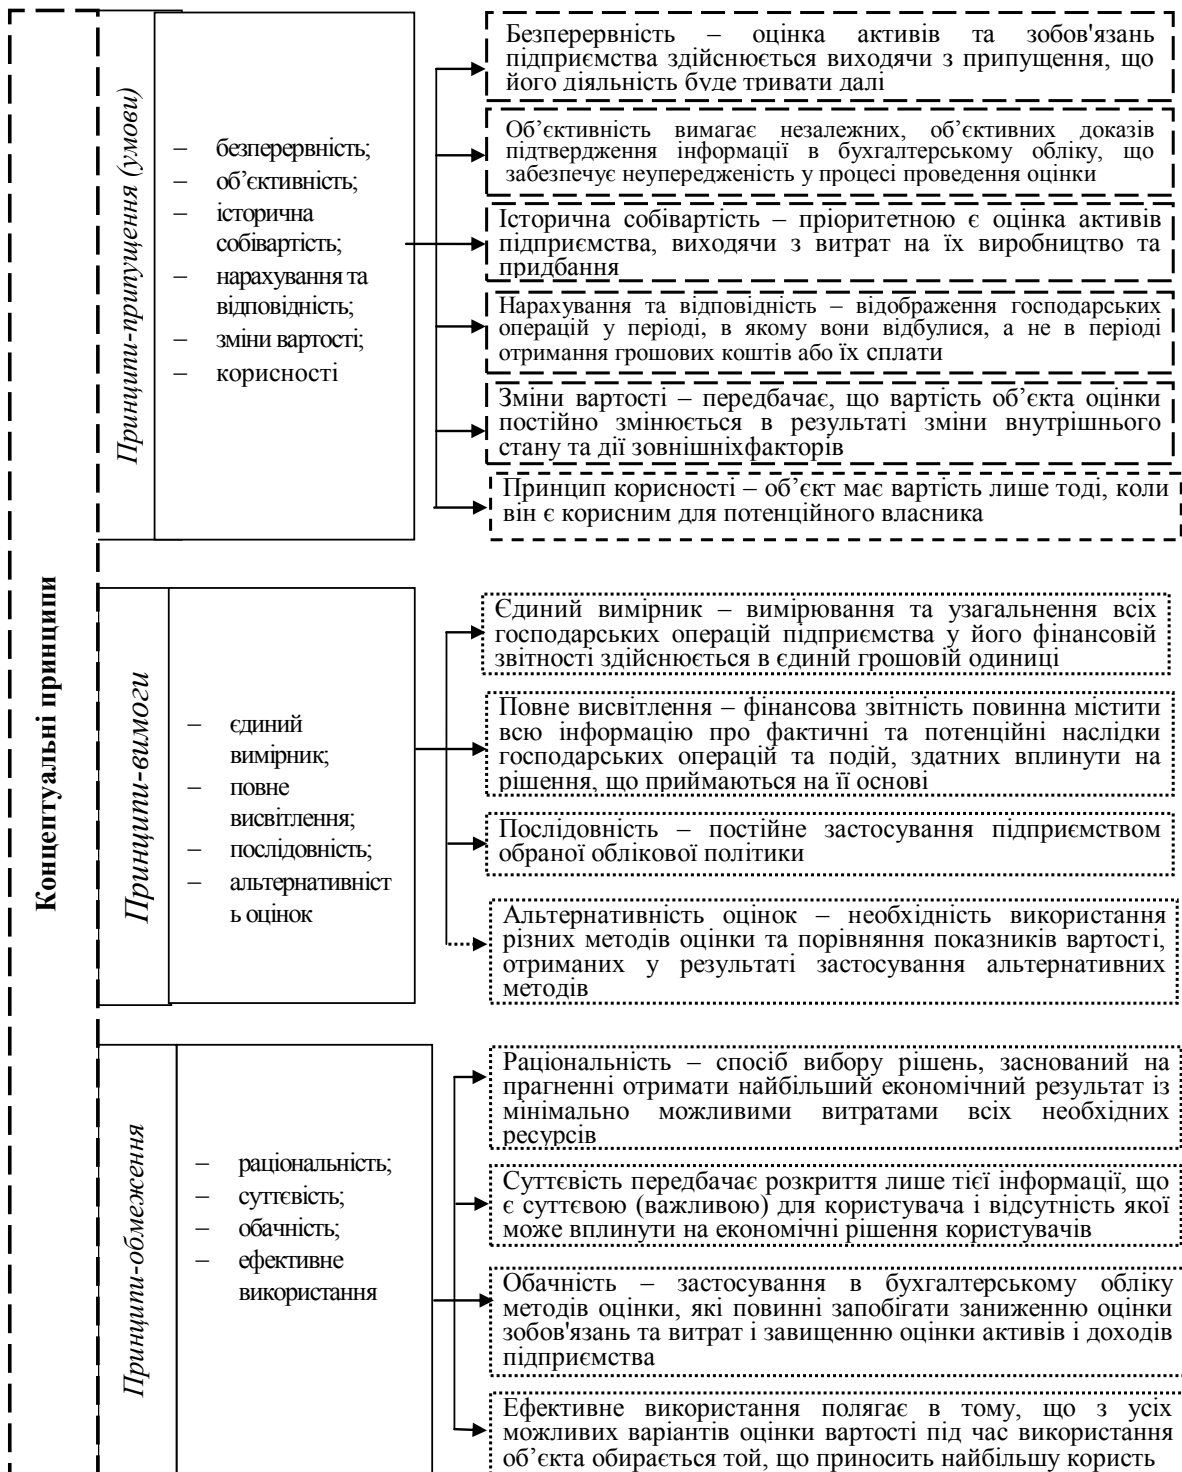 Концептуальні принципи
Принципи-припущення (умови)
– безперервність;
– об’єктивність;
– історична
собівартість;
– нарахування та
відповідність;
– зміни вартості;
– корисності
Безперервність – оцінка активів та зобов'язань
підприємства здійснюється виходячи з припущення, що
його діяльність буде тривати далі
Об’єктивність вимагає незалежних, об’єктивних доказів
підтвердження інформації в бухгалтерському обліку, що
забезпечує неупередженість у процесі проведення оцінки
Історична собівартість – пріоритетною є оцінка активів
підприємства, виходячи з витрат на їх виробництво та
придбання
Нарахування та відповідність – відображення господарських
операцій у періоді, в якому вони відбулися, а не в періоді
отримання грошових коштів або їх сплати
Зміни вартості – передбачає, що вартість об’єкта оцінки
постійно змінюється в результаті зміни внутрішнього
стану та дії зовнішніхфакторів
Принцип корисності – об’єкт має вартість лише тоді, коли
він є корисним для потенційного власника
Принципи-вимоги
– єдиний
вимірник;
– повне
висвітлення;
– послідовність;
– альтернативніст
ь оцінок
Єдиний вимірник – вимірювання та узагальнення всіх
господарських операцій підприємства у його фінансовій
звітності здійснюється в єдиній грошовій одиниці
Повне висвітлення – фінансова звітність повинна містити
всю інформацію про фактичні та потенційні наслідки
господарських операцій та подій, здатних вплинути на
рішення, що приймаються на її основі
Послідовність – постійне застосування підприємством
обраної облікової політики
Альтернативність оцінок – необхідність використання
різних методів оцінки та порівняння показників вартості,
отриманих у результаті застосування альтернативних
методів
Принципи-обмеження
– раціональність;
– суттєвість;
– обачність;
– ефективне
використання
Раціональність – спосіб вибору рішень, заснований на
прагненні отримати найбільший економічний результат із
мінімально можливими витратами всіх необхідних
ресурсів
Суттєвість передбачає розкриття лише тієї інформації, що
є суттєвою (важливою) для користувача і відсутність якої
може вплинути на економічні рішення користувачів
Обачність – застосування в бухгалтерському обліку
методів оцінки, які повинні запобігати заниженню оцінки
зобов'язань та витрат і завищенню оцінки активів і доходів
підприємства
Ефективне використання полягає в тому, що з усіх
можливих варіантів оцінки вартості під час використання
об’єкта обирається той, що приносить найбільшу користь